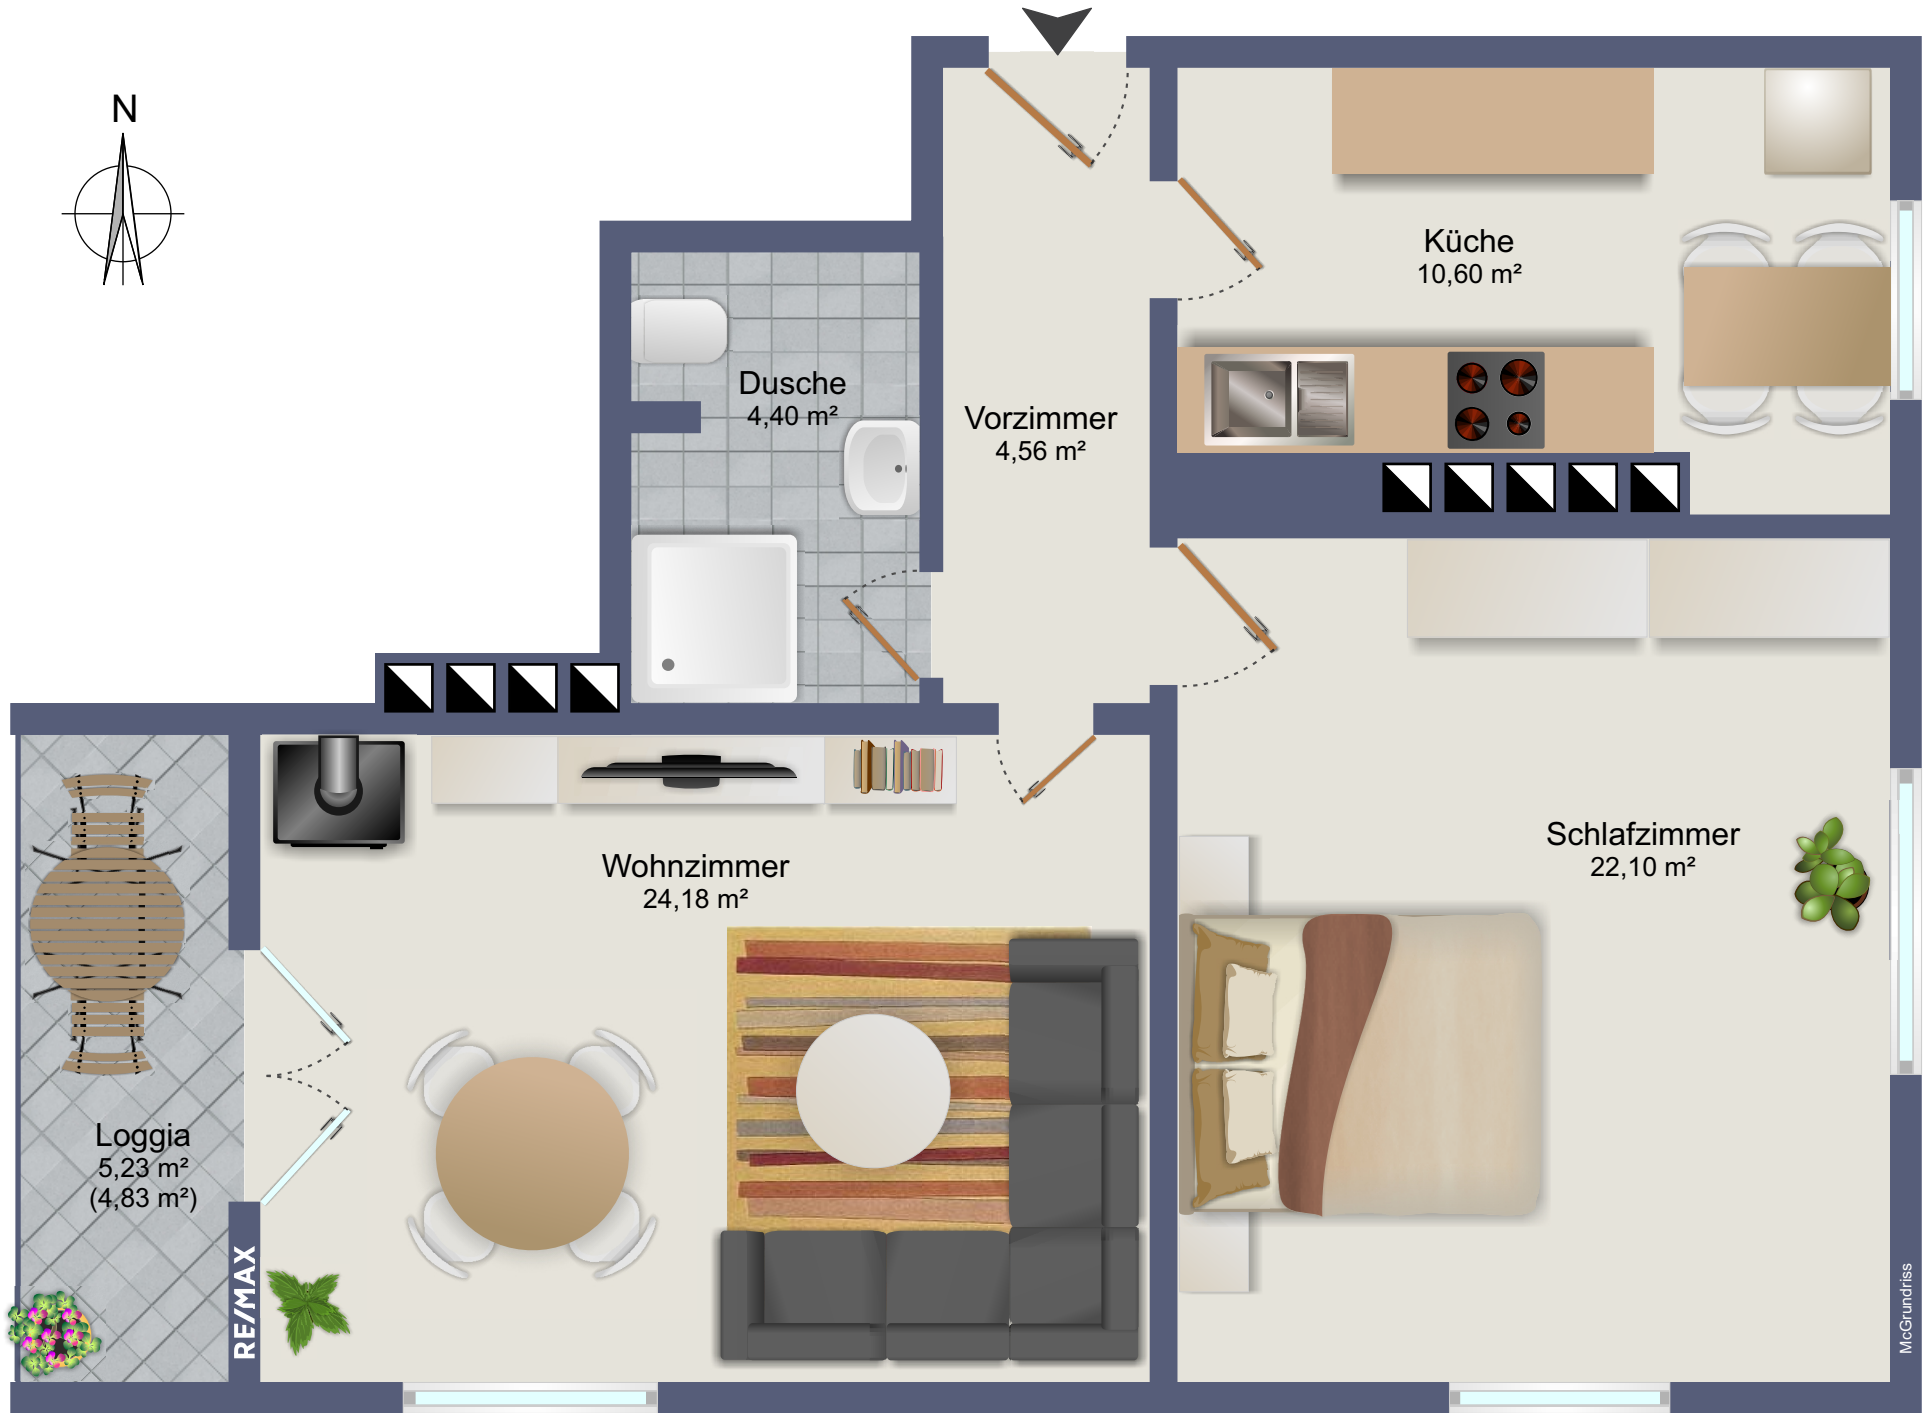 N
Küche
10,60 m²
Dusche
4,40 m²
Vorzimmer
4,56 m²
Wohnzimmer
24,18 m²
Schlafzimmer
22,10 m²
Loggia
5,23 m²
(4,83 m²)
RE/MAX
McGrundriss